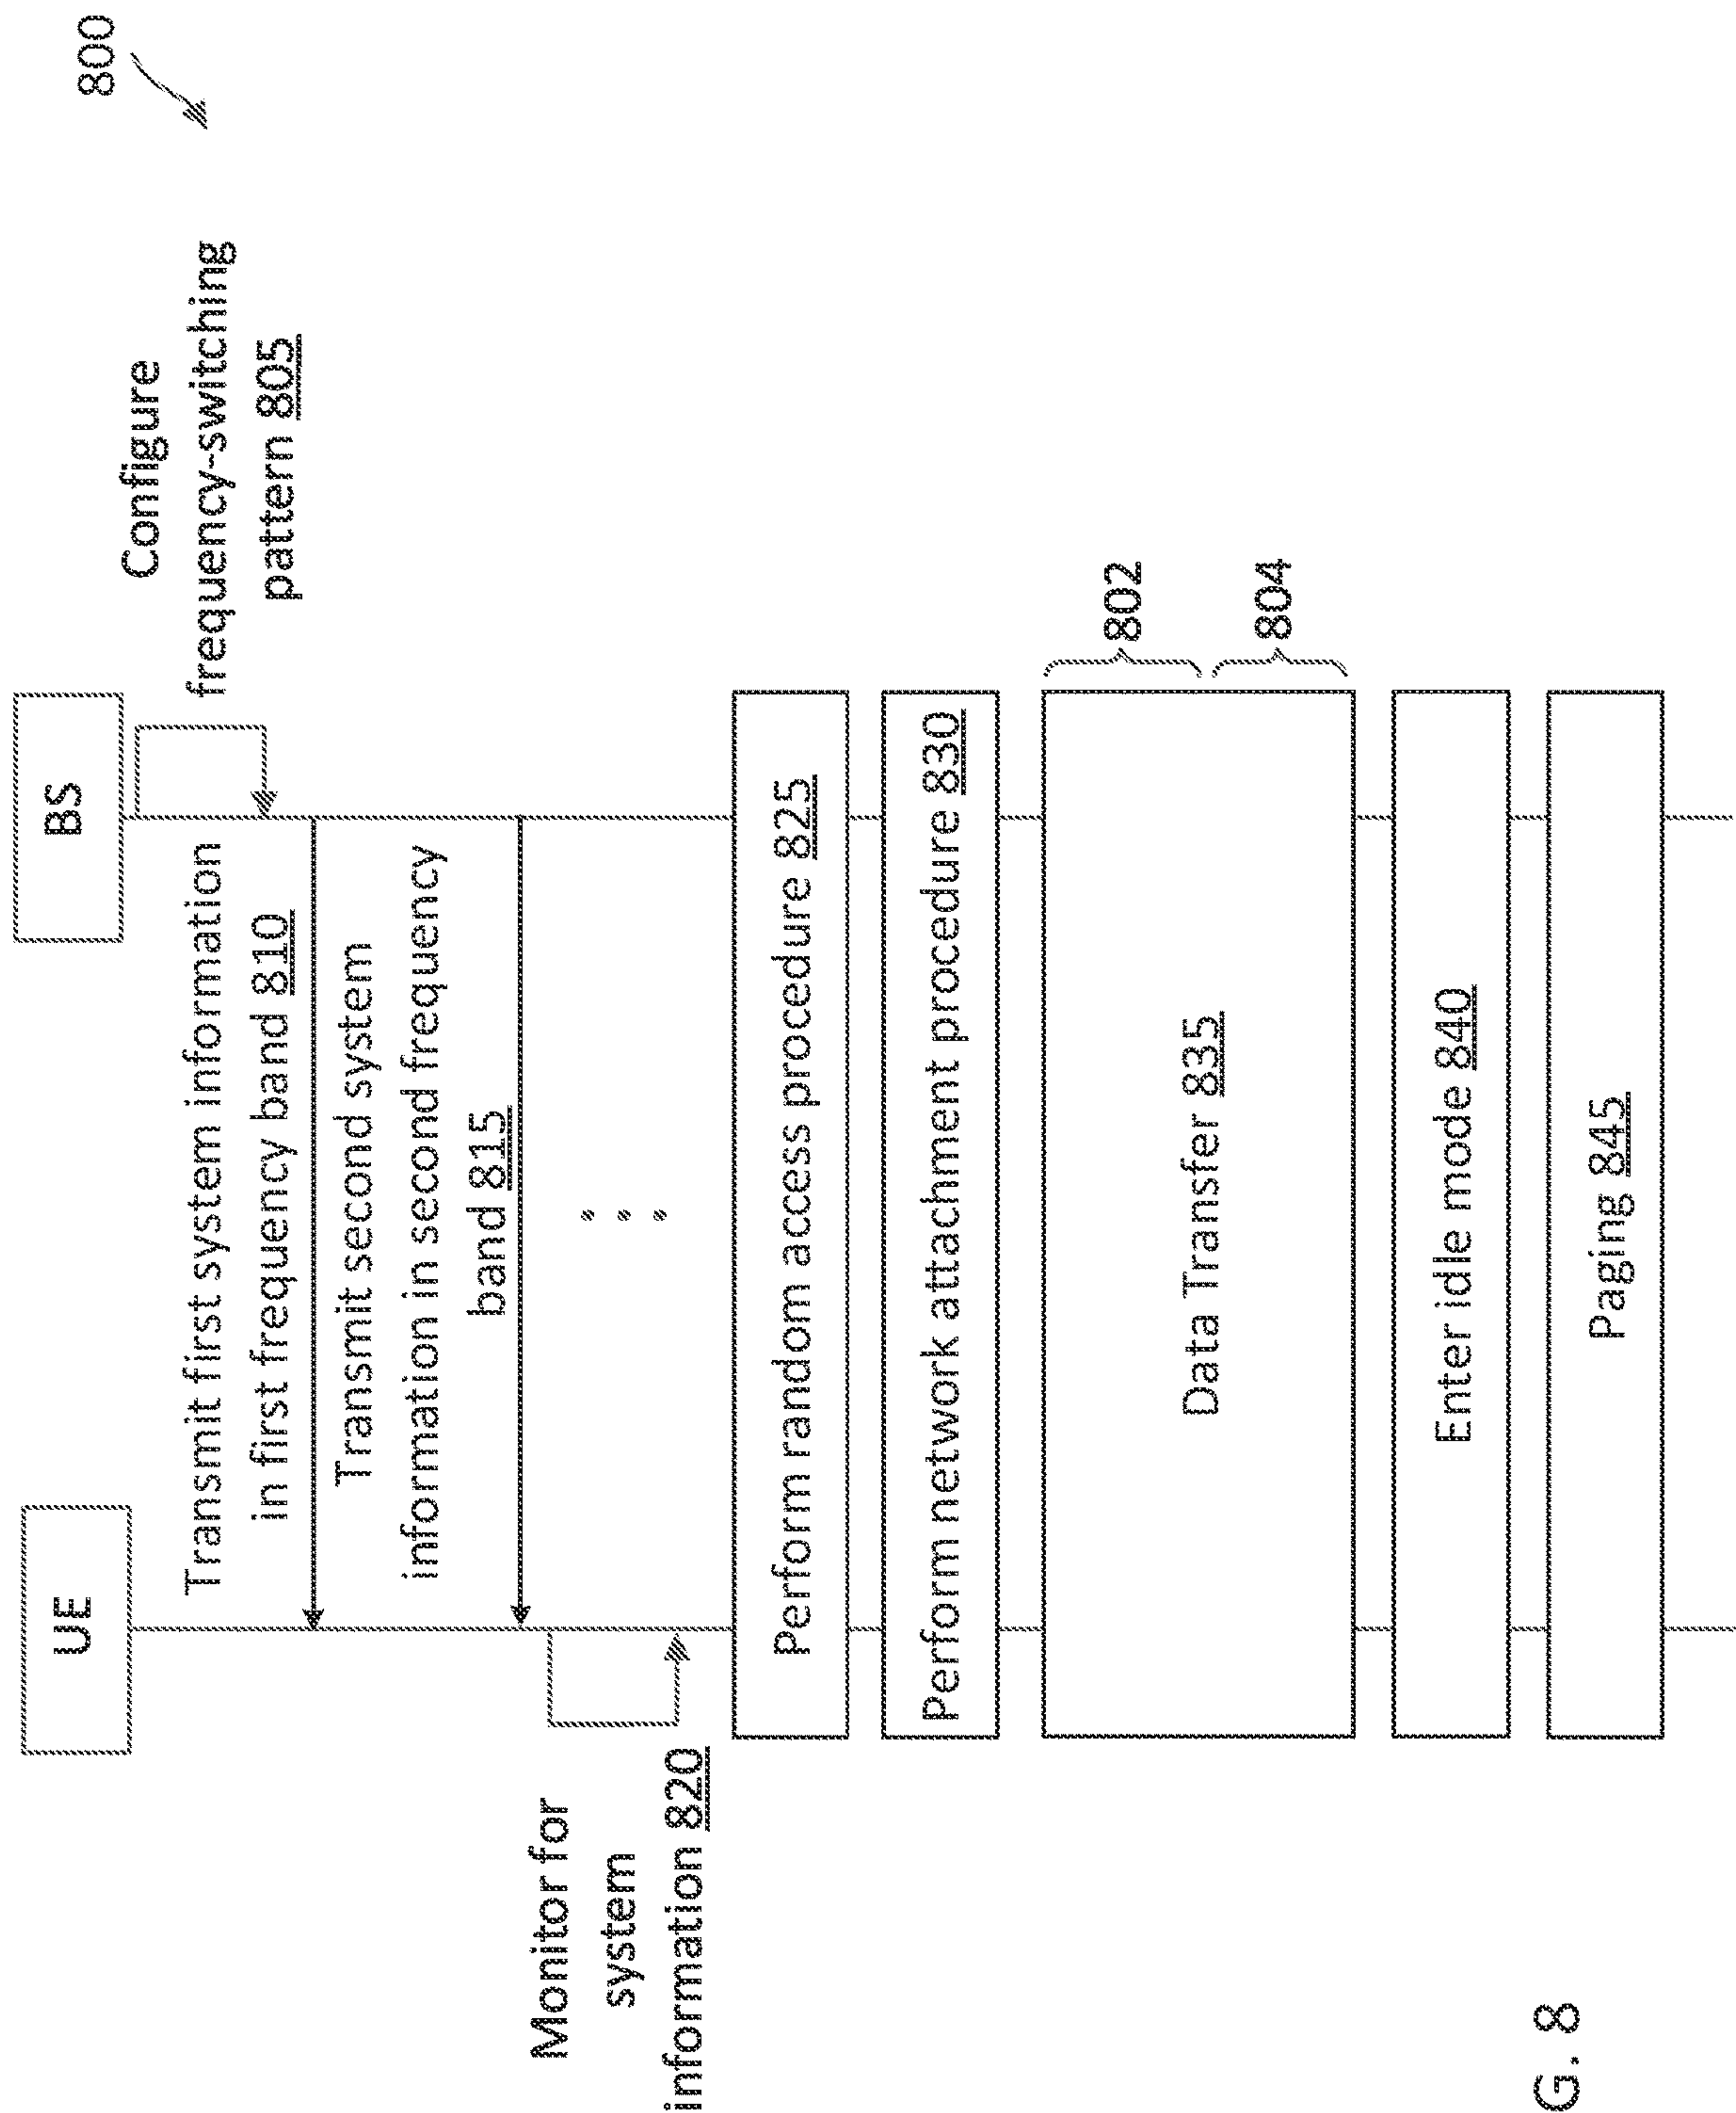 800
UE
BS
Configure
frequency-switching
pattern 805
Transmit first system information
in first frequency band 810
Transmit second system
information in second frequency
band 815
Monitor for
system
information 820
Perform random access procedure 825
Perform network attachment procedure 830
Data Transfer 835
802
804
Enter idle mode 840
Paging 845
G. 8